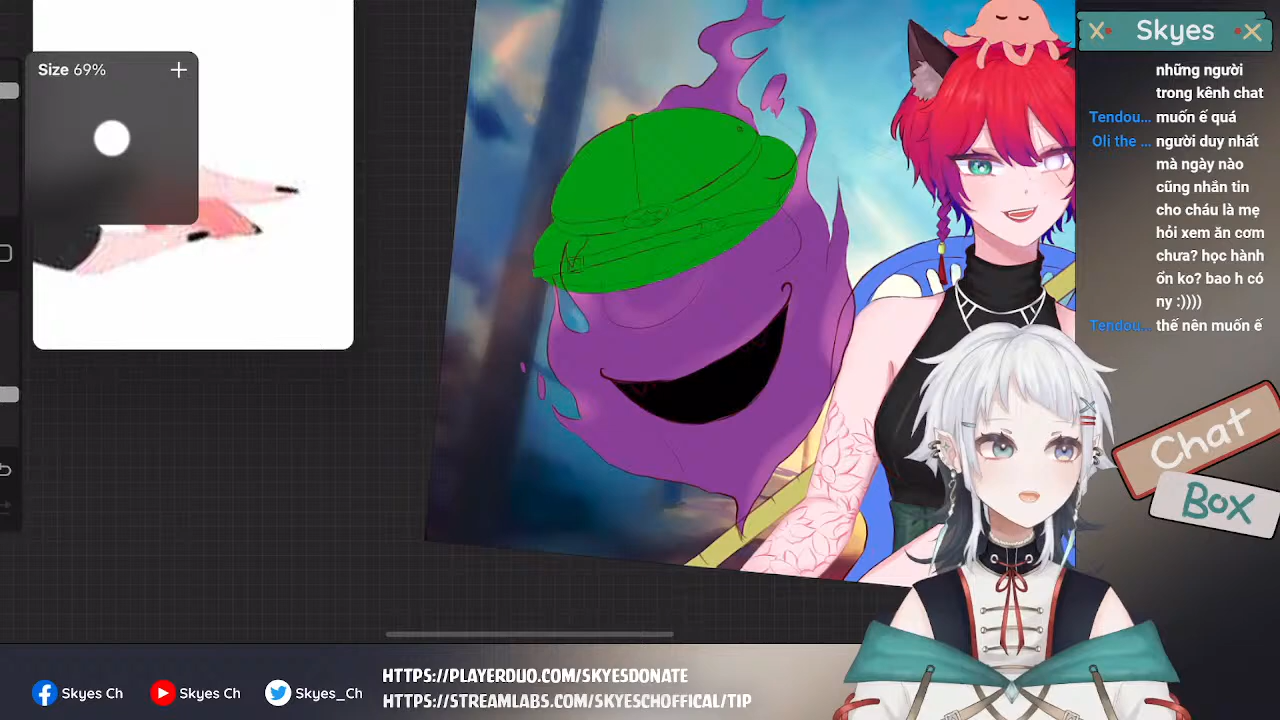 Size 69%
Skyes
những người
trong kênh chat
Tendou... muốn ế quá
Oli the ... người duy nhất
mà ngày nào
cũng nhắn tin
cho cháu là mẹ
hỏi xem ăn cơm
chưa? học hành
ổn ko? bao h có
ny :))))
Tendou... thế nên muốn ế
Chat
Box
Skyes Ch
Skyes Ch
Skyes_Ch
HTTPS://PLAYERDUO.COM/SKYESDONATE
HTTPS://STREAMLABS.COM/SKYESCHOFFICAL/TIP